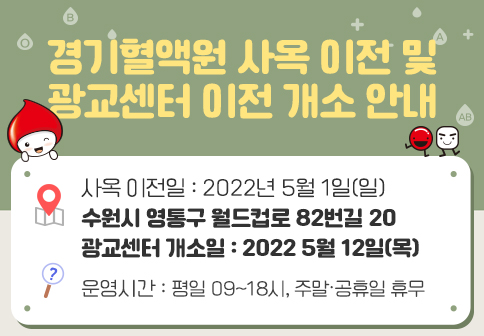 경기혈액원 사옥 이전 및
광교센터 이전 개소 안내
B
A
O
AB
사옥 이전일 : 2022년 5월 1일(일)
수원시 영통구 월드컵로 82번길 20
광교센터 개소일 : 2022 5월 12일(목)
?
운영시간 : 평일 09~18시, 주말·공휴일 휴무